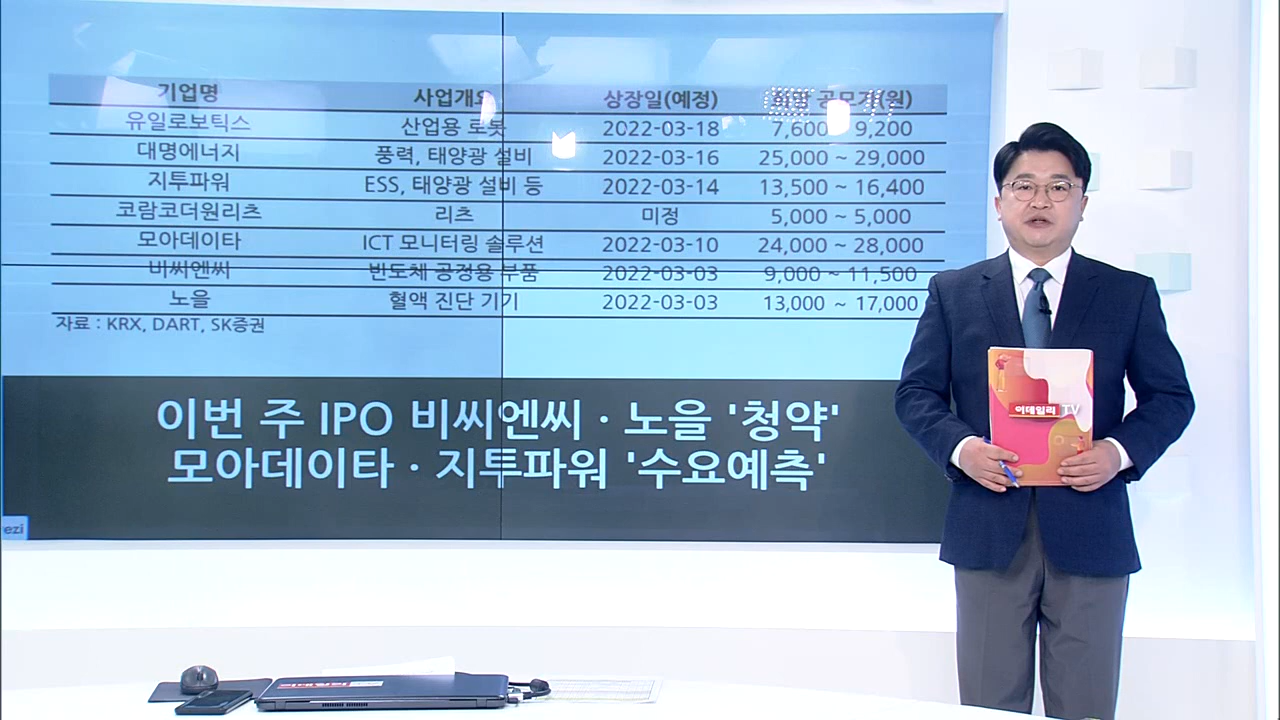 기업명 사업개요 상장일(예정) 희망 공모가(원)
유일로보틱스 산업용 로봇 2022-03-18 7,600 ~ 9,200
대명에너지 풍력, 태양광 설비 2022-03-16 25,000 ~ 29,000
지투파워 ESS, 태양광 설비 등 2022-03-14 13,500 ~ 16,400
코람코더원리츠 리츠 미정 5,000 ~ 5,000
모아데이타 ICT 모니터링 솔루션 2022-03-10 24,000 ~ 28,000
비씨엔씨 반도체 공정용 부품 2022-03-03 9,000 ~ 11,500
노을 혈액 진단 기기 2022-03-03 13,000 ~ 17,000
자료 : KRX, DART, SK증권
이번 주 IPO 비씨엔씨 · 노을 '청약'
모아데이타 · 지투파워 '수요예측'
이데일리 TV
ezi